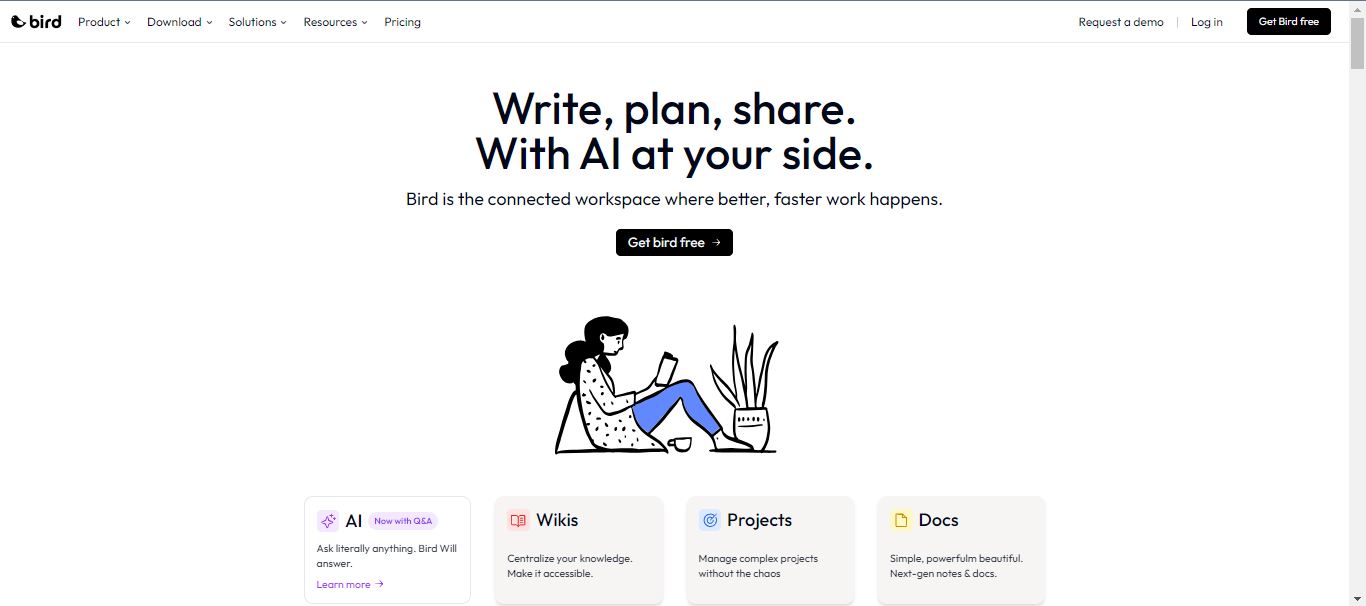 bird Product Download Solutions Resources Pricing Request a demo | Log in Get Bird free
Write, plan, share.
With AI at your side.
Bird is the connected workspace where better, faster work happens.
Get bird free →
AI Now with Q&A
Ask literally anything. Bird Will
answer.
Learn more →
Wikis
Centralize your knowledge.
Make it accessible.
Projects
Manage complex projects
without the chaos
Docs
Simple, powerfulm beautiful.
Next-gen notes & docs.